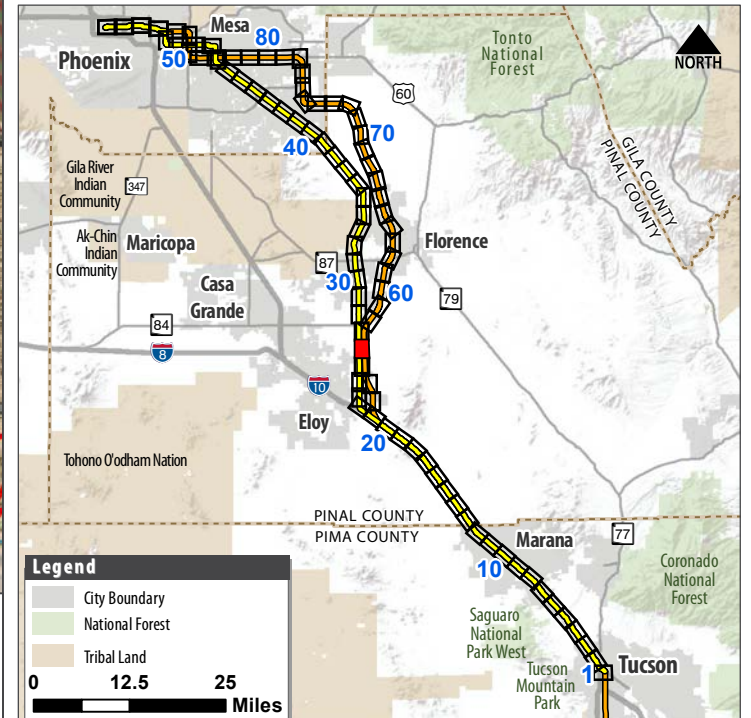 Mesa
80
Tonto
National
Forest
NORTH
Phoenix
50
60
70
40
GILA COUNTY
PINAL COUNTY
Gila River
Indian
Community
347
Ak-Chin
Indian
Community
Maricopa
Florence
87
30
Casa
Grande
60
79
84
8
10
Eloy
20
Tohono O'odham Nation
PINAL COUNTY
PIMA COUNTY
Marana
77
10
Coronado
National
Forest
Saguaro
National
Park West
Tucson
Mountain
Park
1
Tucson
Legend
City Boundary
National Forest
Tribal Land
0 12.5 25
Miles